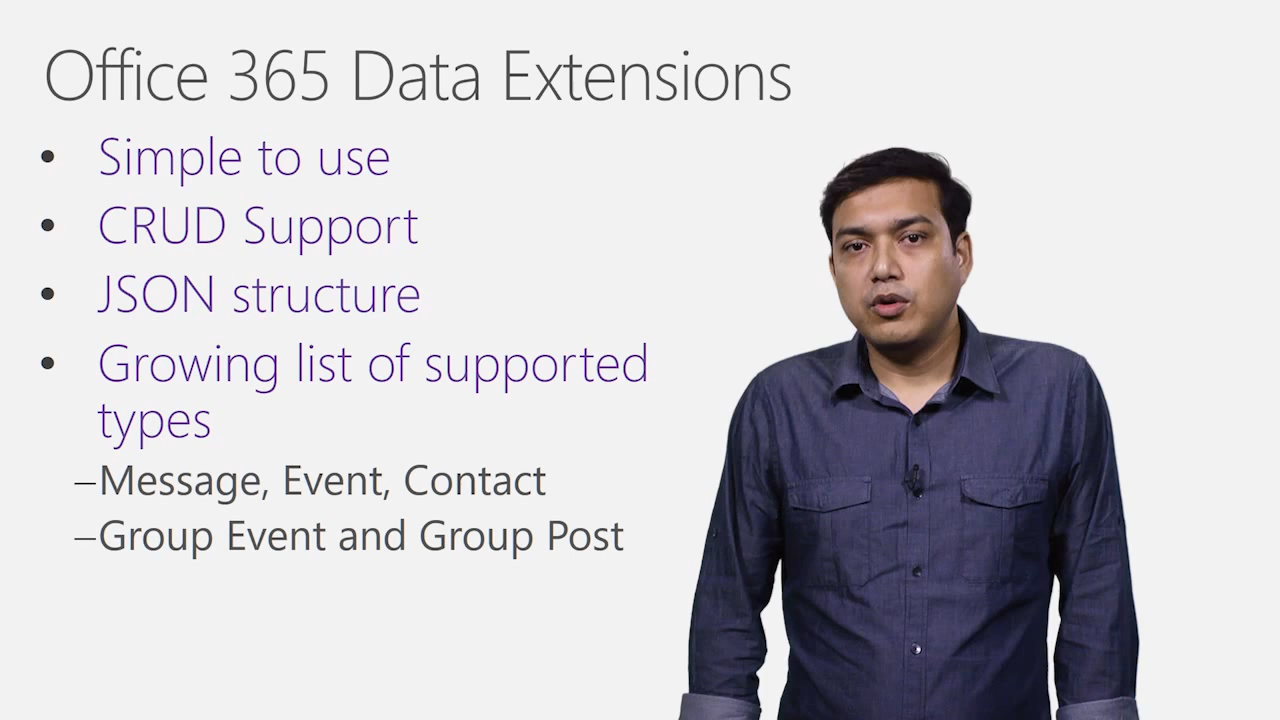 Office 365 Data Extensions
• Simple to use
• CRUD Support
• JSON structure
• Growing list of supported
types
–Message, Event, Contact
–Group Event and Group Post